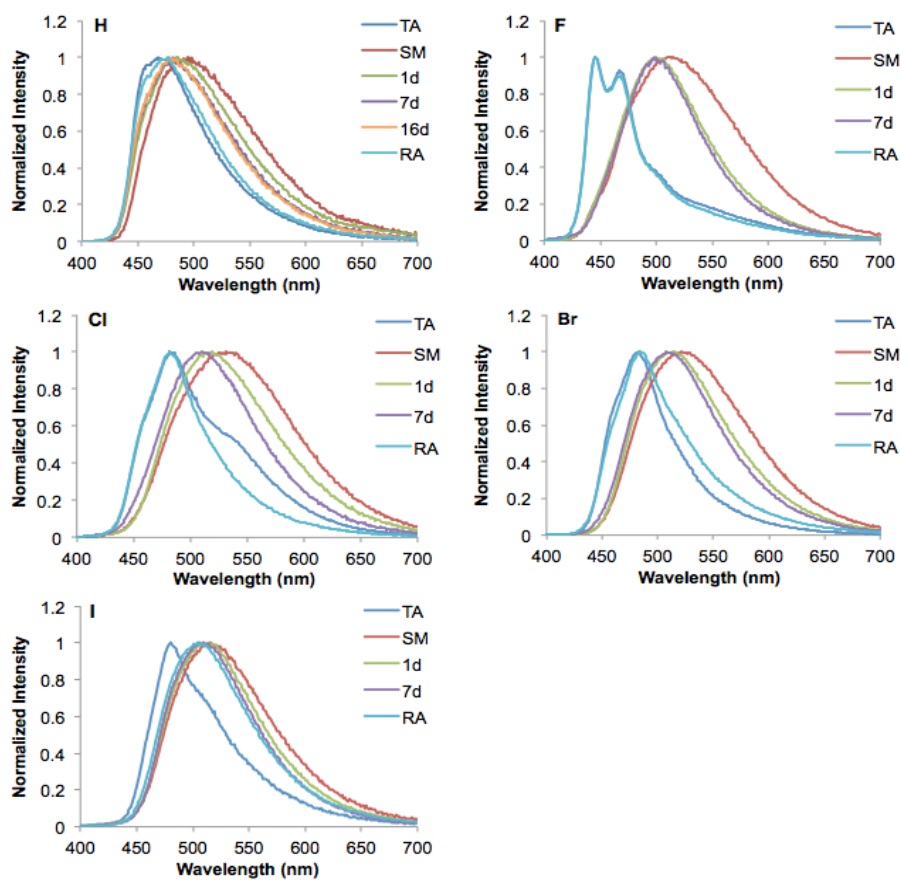 H
1.2
1
0.8
0.6
0.4
0.2
0
400 450 500 550 600 650 700
Normalized Intensity
Wavelength (nm)
TA
SM
1d
7d
16d
RA
F
1.2
1
0.8
0.6
0.4
0.2
0
400 450 500 550 600 650 700
Normalized Intensity
Wavelength (nm)
TA
SM
1d
7d
RA
Cl
1.2
1
0.8
0.6
0.4
0.2
0
400 450 500 550 600 650 700
Normalized Intensity
Wavelength (nm)
TA
SM
1d
7d
RA
Br
1.2
1
0.8
0.6
0.4
0.2
0
400 450 500 550 600 650 700
Normalized Intensity
Wavelength (nm)
TA
SM
1d
7d
RA
I
1.2
1
0.8
0.6
0.4
0.2
0
400 450 500 550 600 650 700
Normalized Intensity
Wavelength (nm)
TA
SM
1d
7d
RA